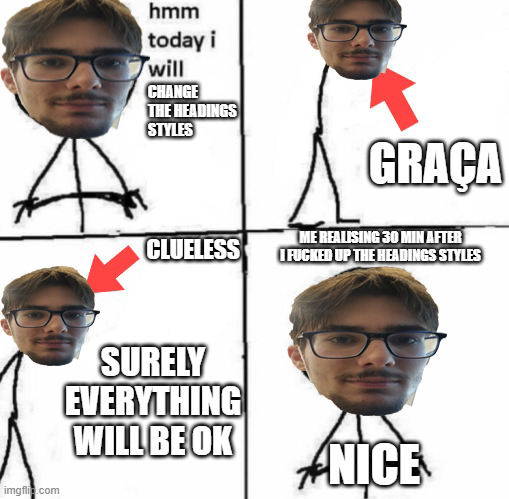 hmm
today i
will
CHANGE
THE HEADINGS
STYLES
GRAÇA
CLUELESS
SURELY
EVERYTHING
WILL BE OK
ME REALISING 30 MIN AFTER
I FUCKED UP THE HEADINGS STYLES
NICE
imgflip.com